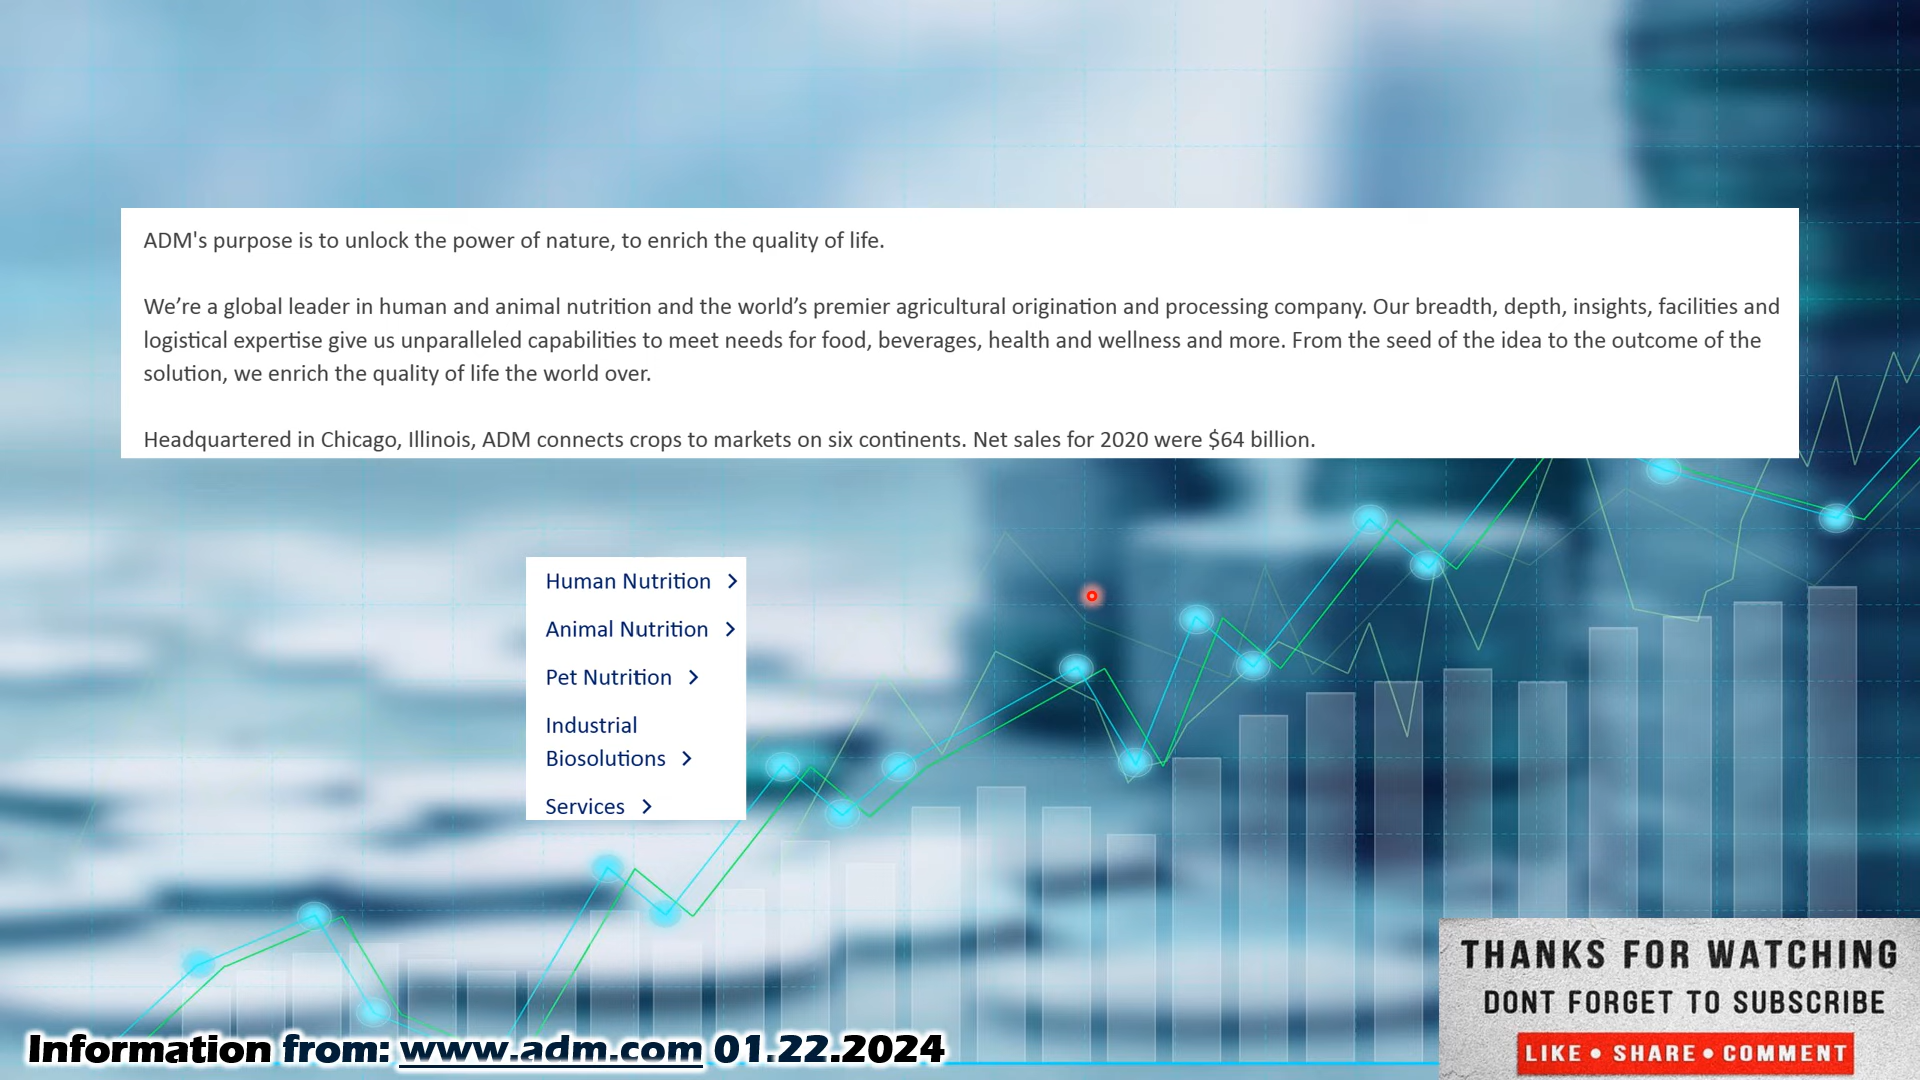 ADM's purpose is to unlock the power of nature, to enrich the quality of life.
We’re a global leader in human and animal nutrition and the world’s premier agricultural origination and processing company. Our breadth, depth, insights, facilities and
logistical expertise give us unparalleled capabilities to meet needs for food, beverages, health and wellness and more. From the seed of the idea to the outcome of the
solution, we enrich the quality of life the world over.
Headquartered in Chicago, Illinois, ADM connects crops to markets on six continents. Net sales for 2020 were $64 billion.
Human Nutrition >
Animal Nutrition >
Pet Nutrition >
Industrial
Biosolutions >
Services >
THANKS FOR WATCHING
DONT FORGET TO SUBSCRIBE
LIKE • SHARE • COMMENT
Information from: www.adm.com 01.22.2024